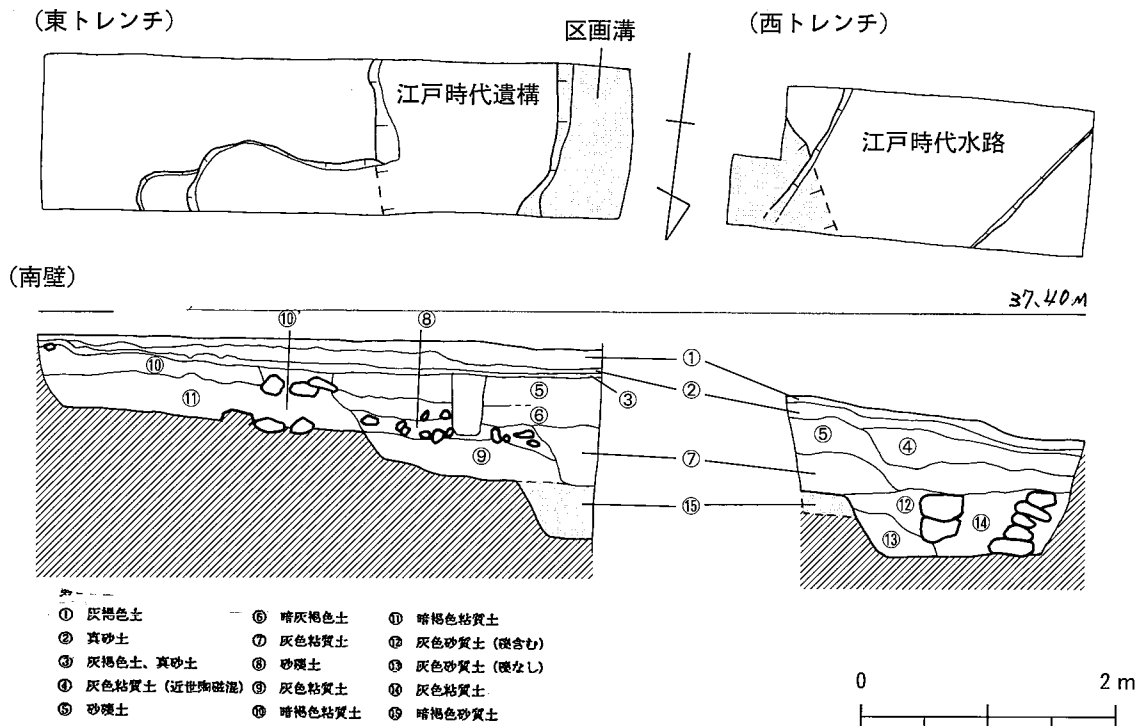 (東トレンチ)
区画溝
(西トレンチ)
江戸時代遺構
江戸時代水路
(南壁)
37.40M
⑩
⑧
①
⑩
②
⑤
③
⑪
⑥
⑤
④
⑨
⑦
⑫
⑮
⑭
⑬
① 灰褐色土
② 真砂土
③ 灰褐色土、真砂土
④ 灰色粘質土(近世陶磁混)
⑤ 砂礫土
⑥ 暗灰褐色土
⑦ 灰色粘質土
⑧ 砂礫土
⑨ 灰色粘質土
⑩ 暗褐色粘質土
⑪ 暗褐色粘質土
⑫ 灰色砂質土(礫含む)
⑬ 灰色砂質土(礫なし)
⑭ 灰色粘質土
⑮ 暗褐色砂質土
0
2 m